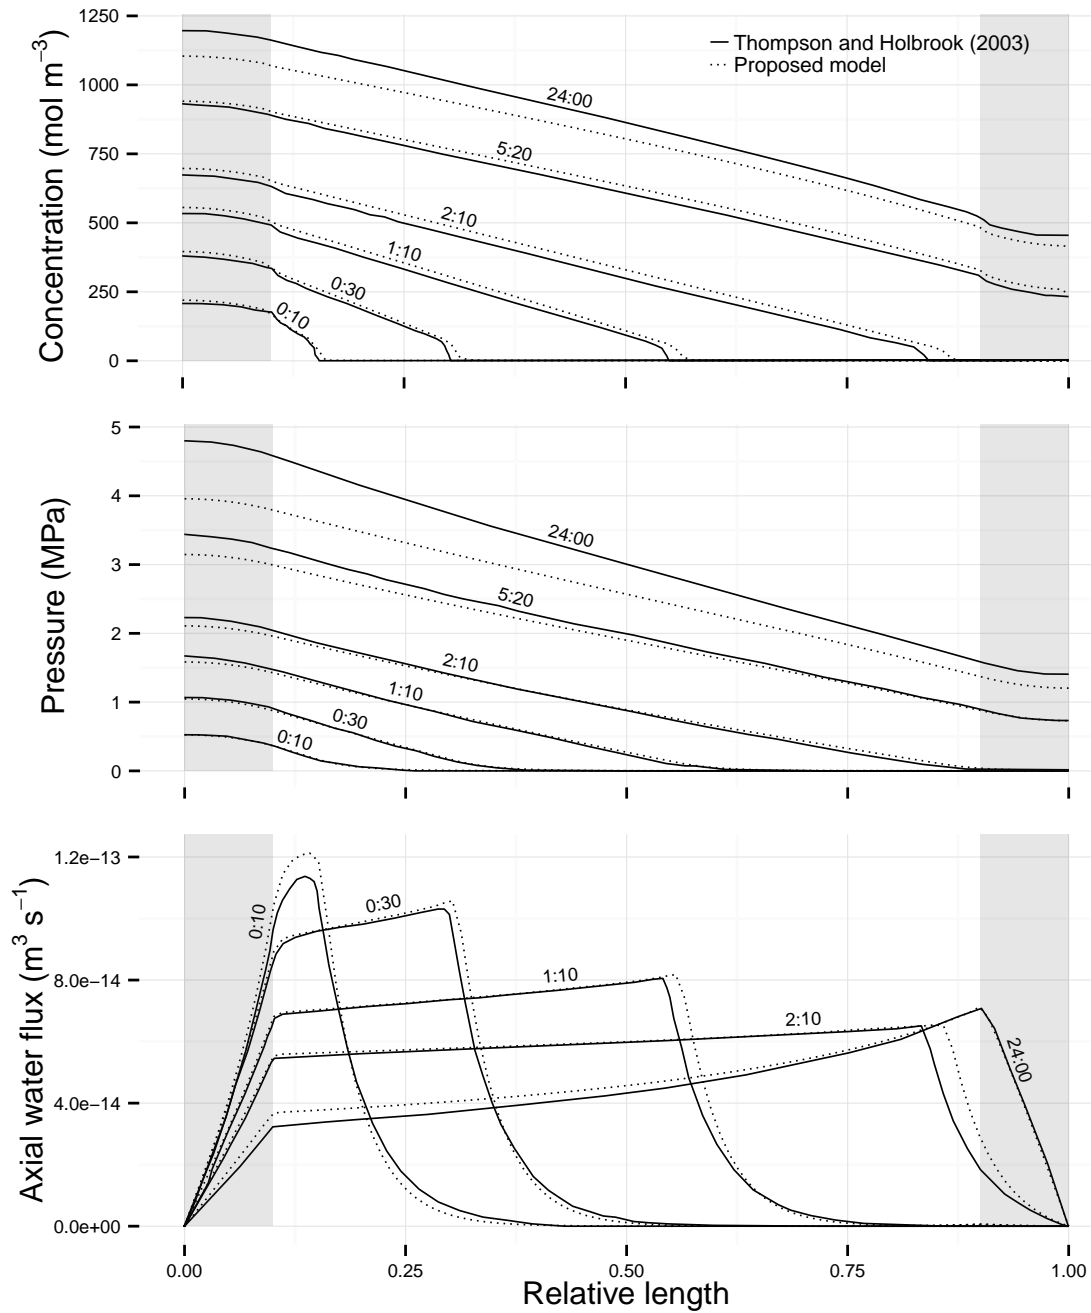 1250
1000
750
500
250
0
Concentration (mol m⁻³)
Thompson and Holbrook (2003)
Proposed model
24:00
5:20
2:10
1:10
0:30
0:10
5
4
3
2
1
0
Pressure (MPa)
24:00
5:20
2:10
1:10
0:30
0:10
1.2e−13
8.0e−14
4.0e−14
0.0e+00
Axial water flux (m³ s⁻¹)
0:10
0:30
1:10
2:10
24:00
0.00 0.25 0.50 0.75 1.00
Relative length